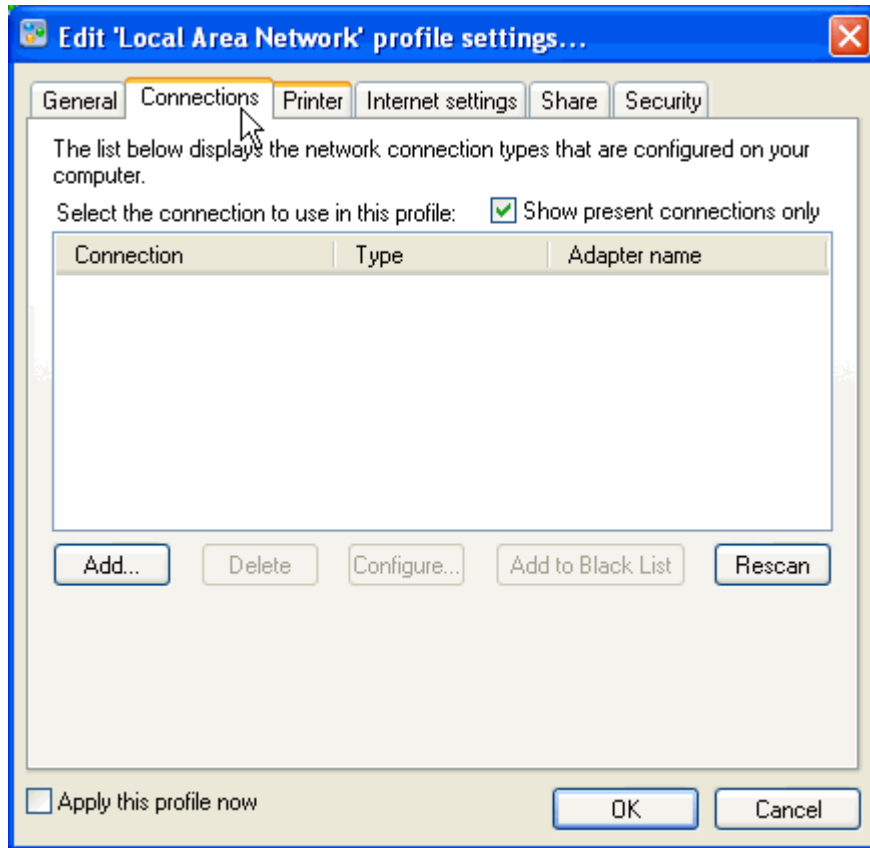 Edit 'Local Area Network' profile settings...
General Connections Printer Internet settings Share Security
The list below displays the network connection types that are configured on your
computer.
Select the connection to use in this profile: Show present connections only
Connection Type Adapter name
Add... Delete Configure... Add to Black List Rescan
Apply this profile now OK Cancel